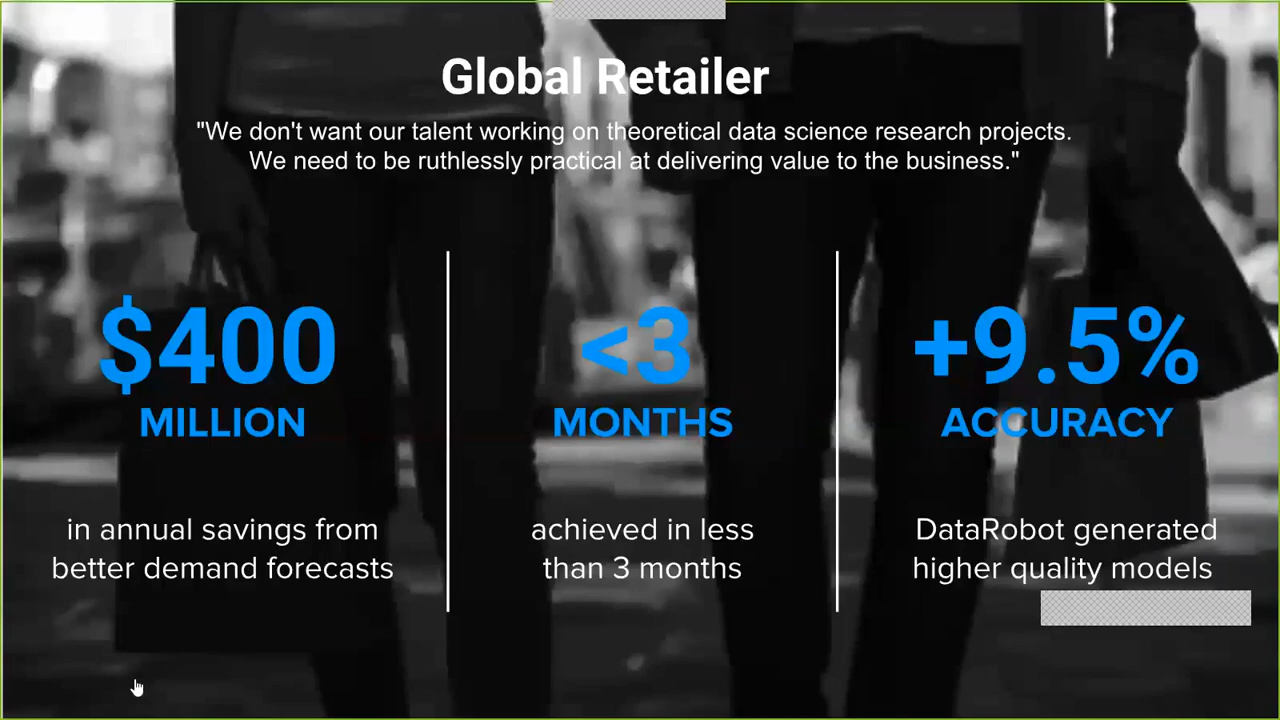 Global Retailer
"We don't want our talent working on theoretical data science research projects.
We need to be ruthlessly practical at delivering value to the business."
$400
MILLION
in annual savings from
better demand forecasts
<3
MONTHS
achieved in less
than 3 months
+9.5%
ACCURACY
DataRobot generated
higher quality models